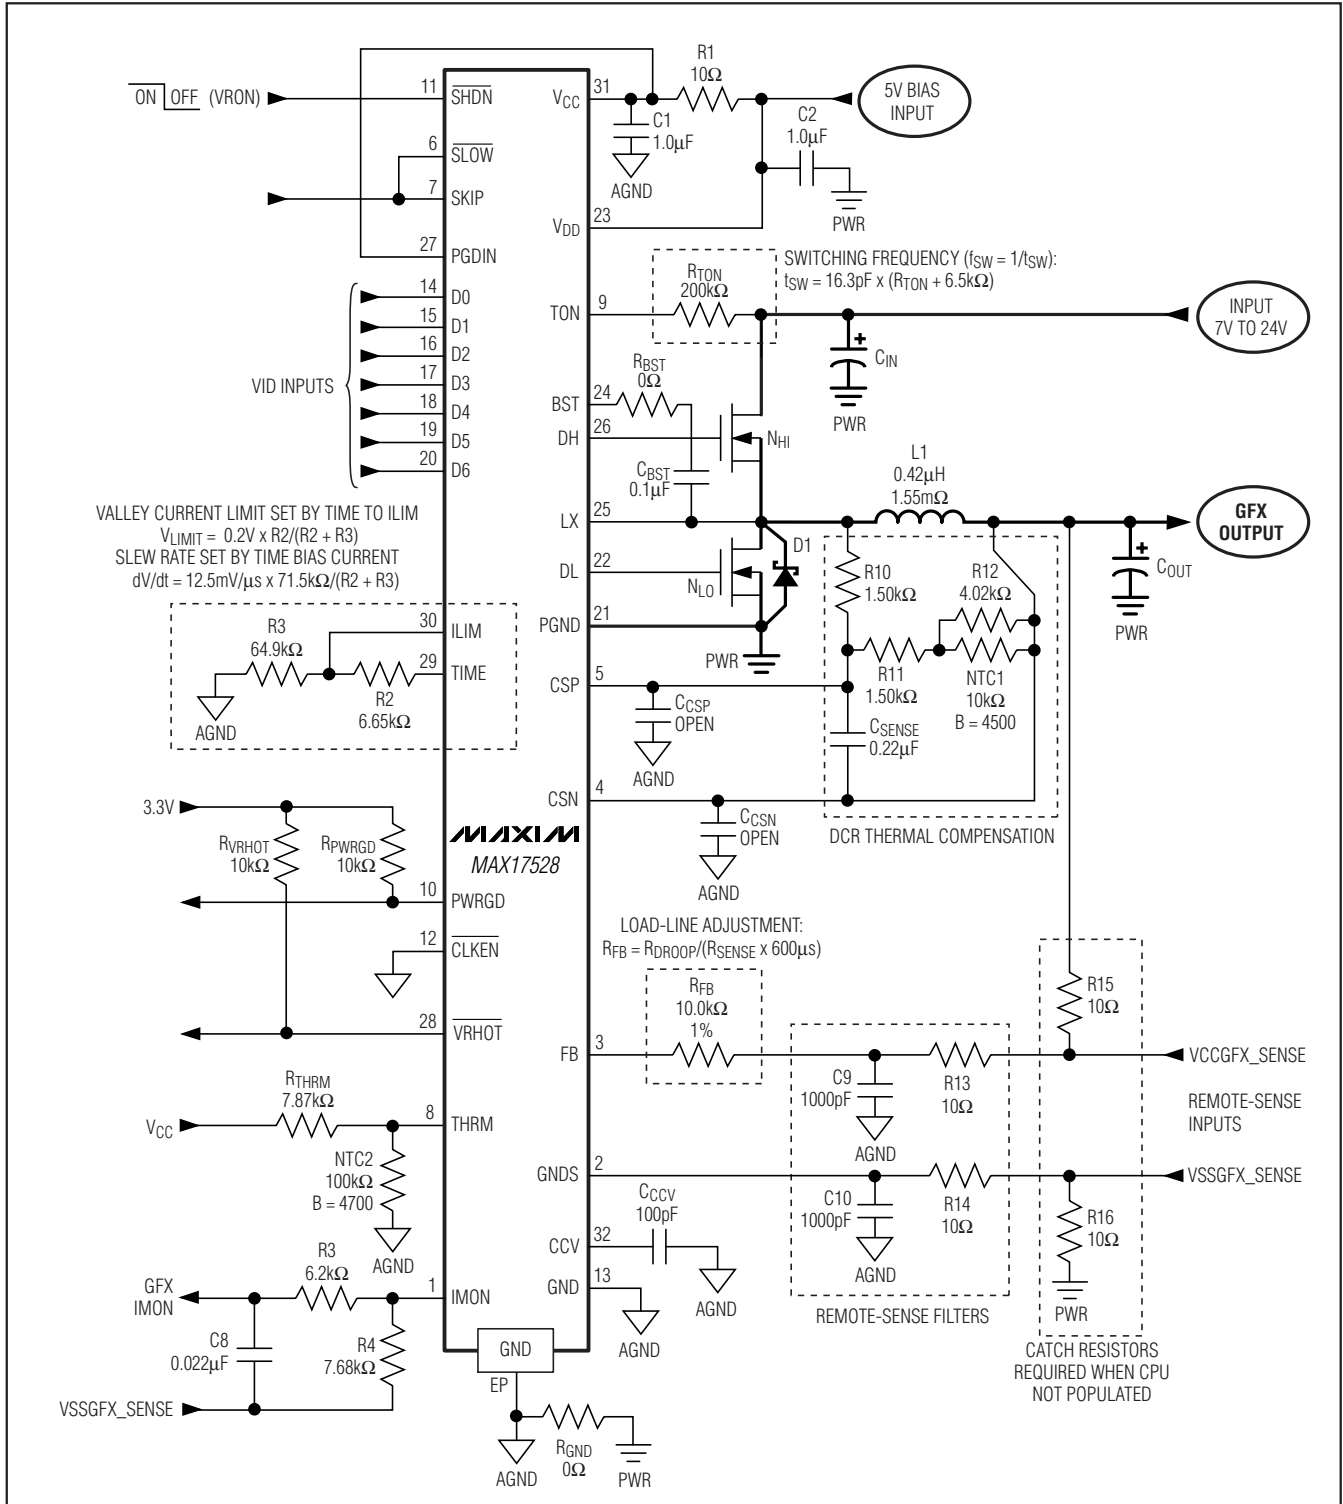 ON OFF (VRON)
11
SHDN
6
SLOW
7
SKIP
27
PGDIN
VID INPUTS
14
D0
15
D1
16
D2
17
D3
18
D4
19
D5
20
D6
VALLEY CURRENT LIMIT SET BY TIME TO ILIM
VLIMIT = 0.2V x R2/(R2 + R3)
SLEW RATE SET BY TIME BIAS CURRENT
dV/dt = 12.5mV/μs x 71.5kΩ/(R2 + R3)
30
ILIM
R3
64.9kΩ
29
TIME
R2
6.65kΩ
AGND
3.3V
RVRHOT
10kΩ
RPWRGD
10kΩ
10
PWRGD
12
CLKEN
28
VRHOT
RTHRM
7.87kΩ
VCC
8
THRM
NTC2
100kΩ
B = 4700
AGND
R3
6.2kΩ
GFX
IMON
1
IMON
C8
0.022μF
R4
7.68kΩ
VSSGFX_SENSE
MAXIM
MAX17528
GND
EP
AGND
RGND
0Ω
PWR
VCC
31
R1
10Ω
5V BIAS
INPUT
C1
1.0μF
AGND
C2
1.0μF
PWR
VDD
23
SWITCHING FREQUENCY (fSW = 1/tSW):
tSW = 16.3pF x (RTON + 6.5kΩ)
RTON
200kΩ
TON
9
INPUT
7V TO 24V
CIN
PWR
RBST
0Ω
BST
24
DH
26
NHI
CBST
0.1μF
LX
25
L1
0.42μH
1.55mΩ
GFX
OUTPUT
COUT
PWR
DL
22
NLO
D1
PGND
21
PWR
R10
1.50kΩ
R12
4.02kΩ
R11
1.50kΩ
NTC1
10kΩ
B = 4500
CSP
5
CCSP
OPEN
AGND
CSENSE
0.22μF
CSN
4
CCSN
OPEN
AGND
DCR THERMAL COMPENSATION
LOAD-LINE ADJUSTMENT:
RFB = RDROOP/(RSENSE x 600μs)
RFB
10.0kΩ
1%
FB
3
C9
1000pF
AGND
R13
10Ω
R15
10Ω
VCCGFX_SENSE
REMOTE-SENSE
INPUTS
GNDS
2
C10
1000pF
AGND
R14
10Ω
VSSGFX_SENSE
R16
10Ω
PWR
CCCV
100pF
CCV
32
AGND
GND
13
AGND
REMOTE-SENSE FILTERS
CATCH RESISTORS
REQUIRED WHEN CPU
NOT POPULATED